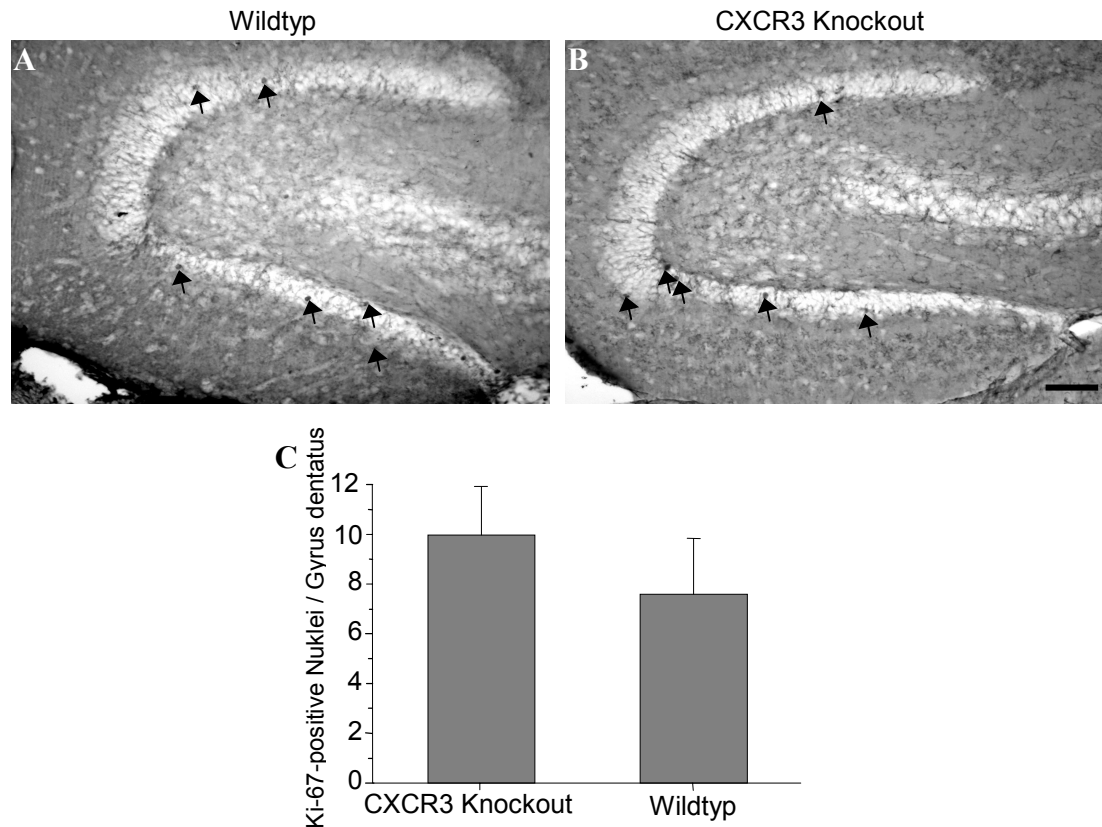 Wildtyp
CXCR3 Knockout
A
B
C
Ki-67-positive Nuklei / Gyrus dentatus
12
10
8
6
4
2
0
CXCR3 Knockout
Wildtyp